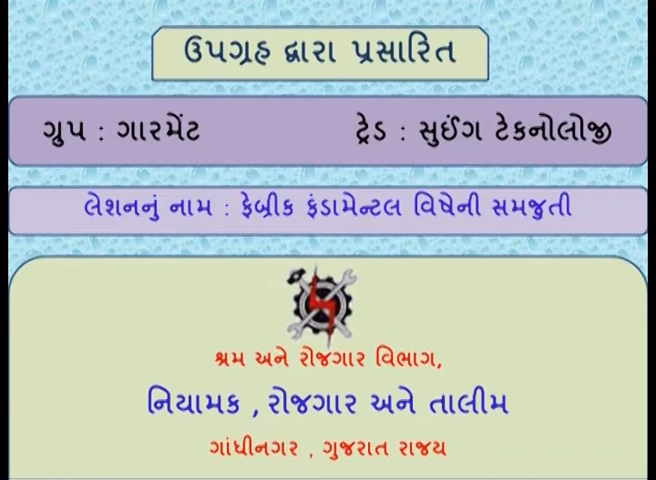 ઉપગ્રહ દ્વારા પ્રસારિત
ગ્રુપ : ગારમેંટ ટ્રેડ : સુઈંગ ટેકનોલોજી
લેશનનું નામ : ફેબ્રીક ફંડામેન્ટલ વિષેની સમજુતી
શ્રમ અને રોજગાર વિભાગ,
નિયામક , રોજગાર અને તાલીમ
ગાંધીનગર , ગુજરાત રાજય